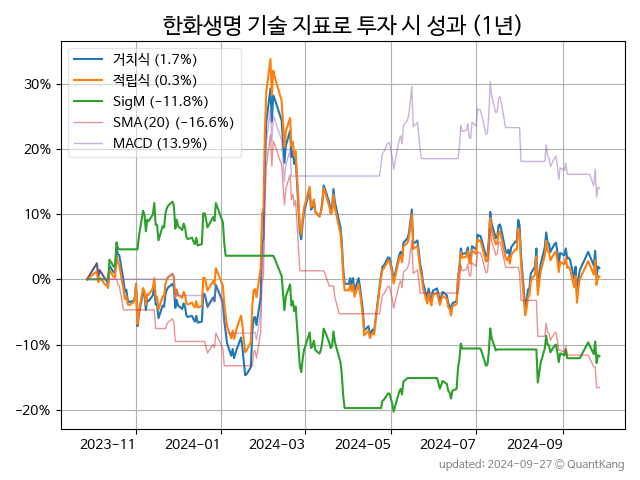 한화생명 기술 지표로 투자 시 성과 (1년)
거치식 (1.7%)
적립식 (0.3%)
SigM (−11.8%)
SMA(20) (−16.6%)
MACD (13.9%)
30%
20%
10%
0%
−10%
−20%
2023−11
2024−01
2024−03
2024−05
2024−07
2024−09
updated: 2024−09−27 © QuantKang